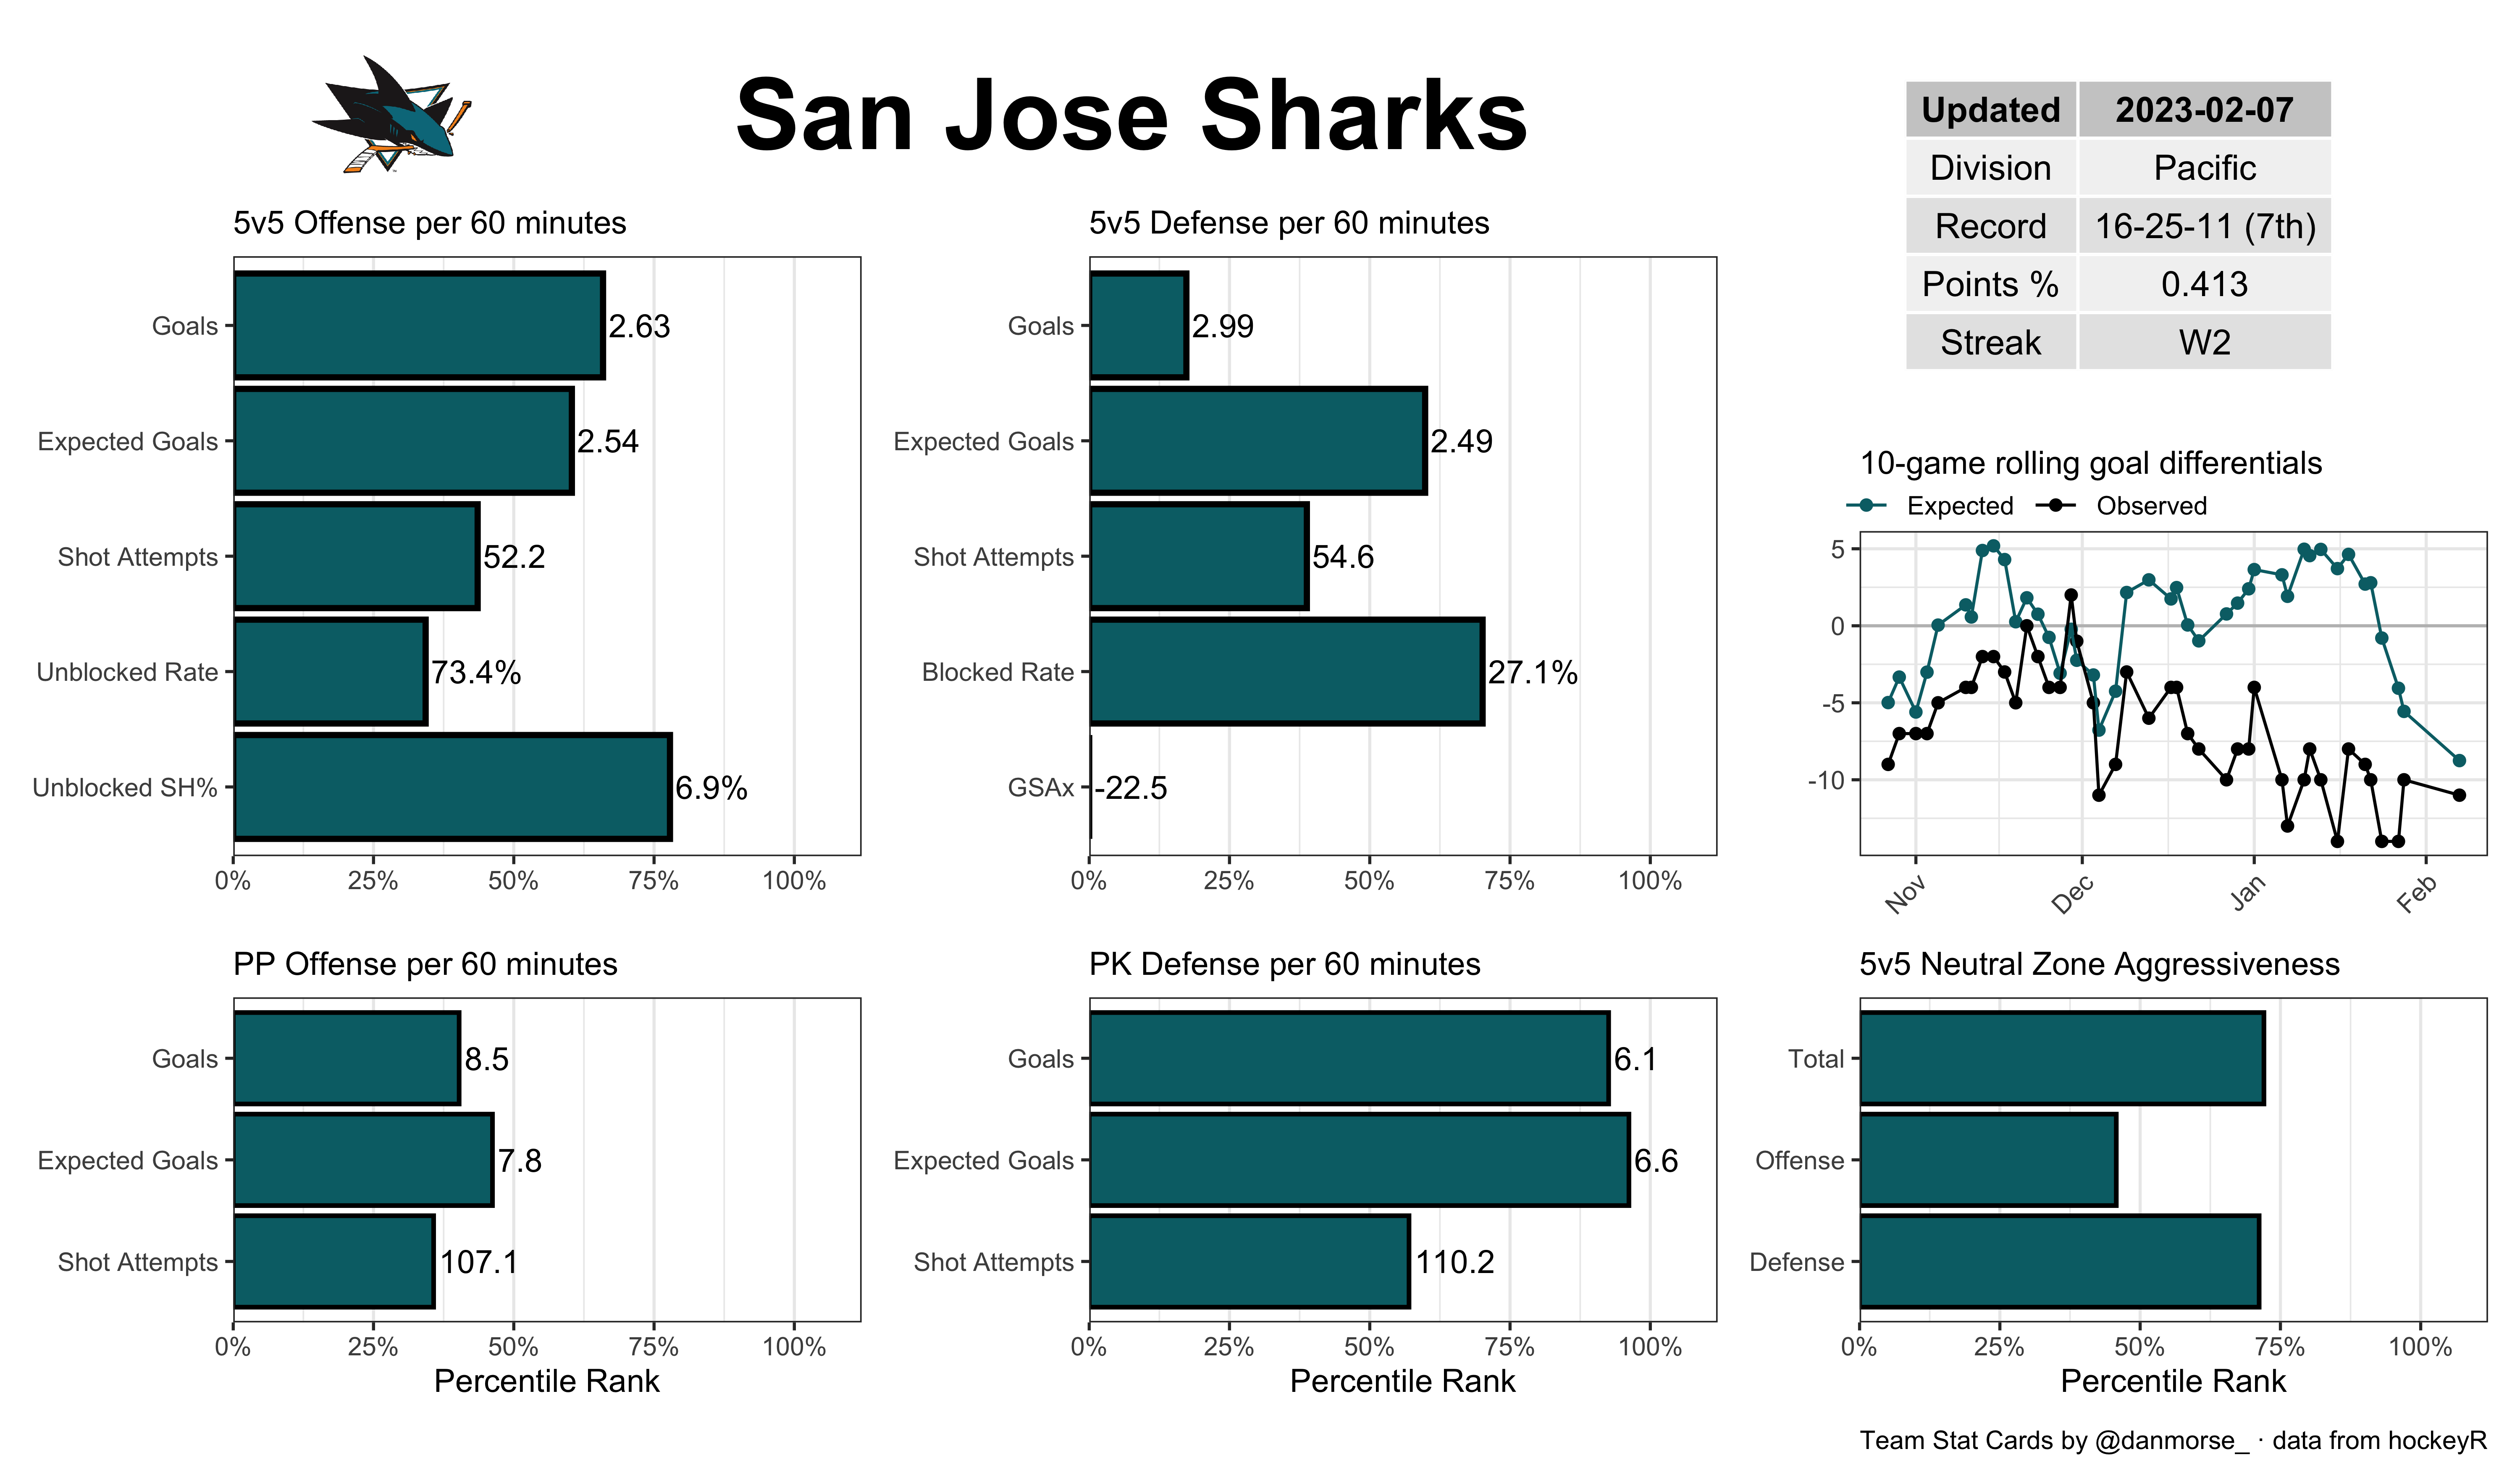 San Jose Sharks
Updated 2023-02-07
Division Pacific
Record 16-25-11 (7th)
Points % 0.413
Streak W2
5v5 Offense per 60 minutes
Goals 2.63
Expected Goals 2.54
Shot Attempts 52.2
Unblocked Rate 73.4%
Unblocked SH% 6.9%
0% 25% 50% 75% 100%
5v5 Defense per 60 minutes
Goals 2.99
Expected Goals 2.49
Shot Attempts 54.6
Blocked Rate 27.1%
GSAx -22.5
0% 25% 50% 75% 100%
10-game rolling goal differentials
Expected Observed
5
0
-5
-10
Nov Dec Jan Feb
PP Offense per 60 minutes
Goals 8.5
Expected Goals 7.8
Shot Attempts 107.1
0% 25% 50% 75% 100%
Percentile Rank
PK Defense per 60 minutes
Goals 6.1
Expected Goals 6.6
Shot Attempts 110.2
0% 25% 50% 75% 100%
Percentile Rank
5v5 Neutral Zone Aggressiveness
Total
Offense
Defense
0% 25% 50% 75% 100%
Percentile Rank
Team Stat Cards by @danmorse_ · data from hockeyR